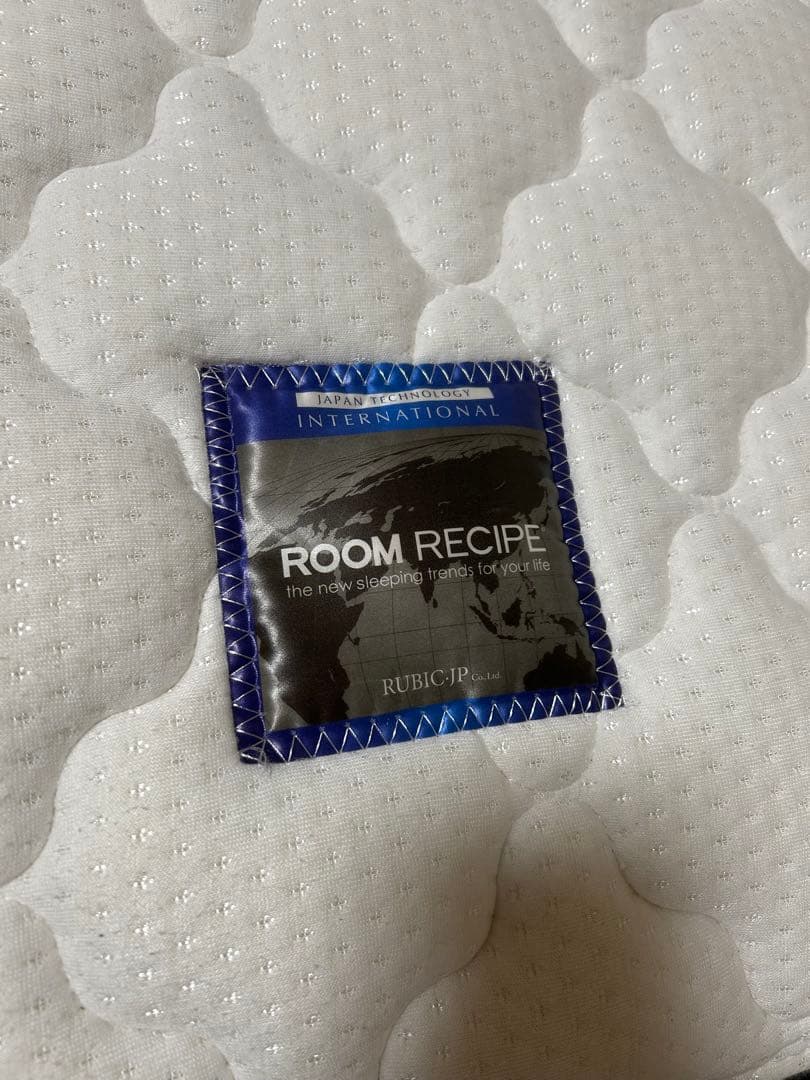 JAPAN TECHNOLOGY
INTERNATIONAL
ROOM RECIPE
the new sleeping trends for your life
RUBIC·JP Co.,Ltd.